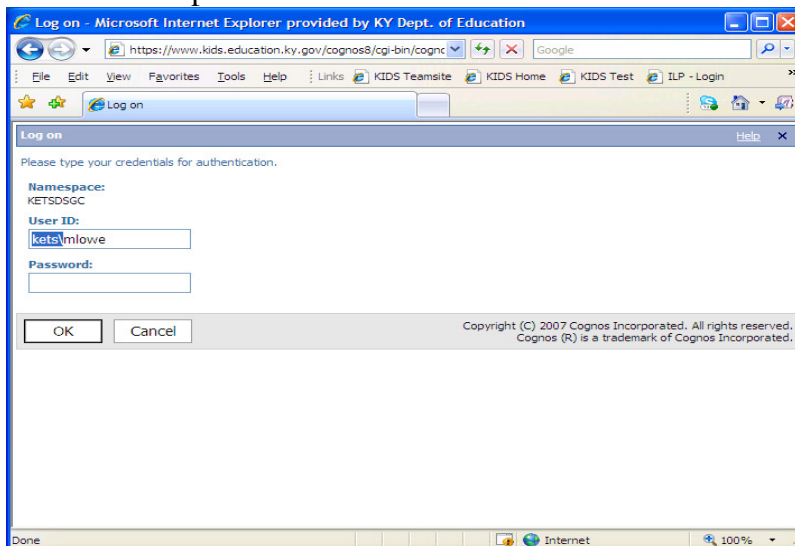 Log on - Microsoft Internet Explorer provided by KY Dept. of Education
https://www.kids.education.ky.gov/cognos8/cgi-bin/cognc
Google
File Edit View Favorites Tools Help Links KIDS Teamsite KIDS Home KIDS Test ILP - Login »
Log on
Log on Help
Please type your credentials for authentication.
Namespace:
KETSDSGC
User ID:
kets\mlowe
Password:
OK Cancel
Copyright (C) 2007 Cognos Incorporated. All rights reserved.
Cognos (R) is a trademark of Cognos Incorporated.
Done Internet 100%